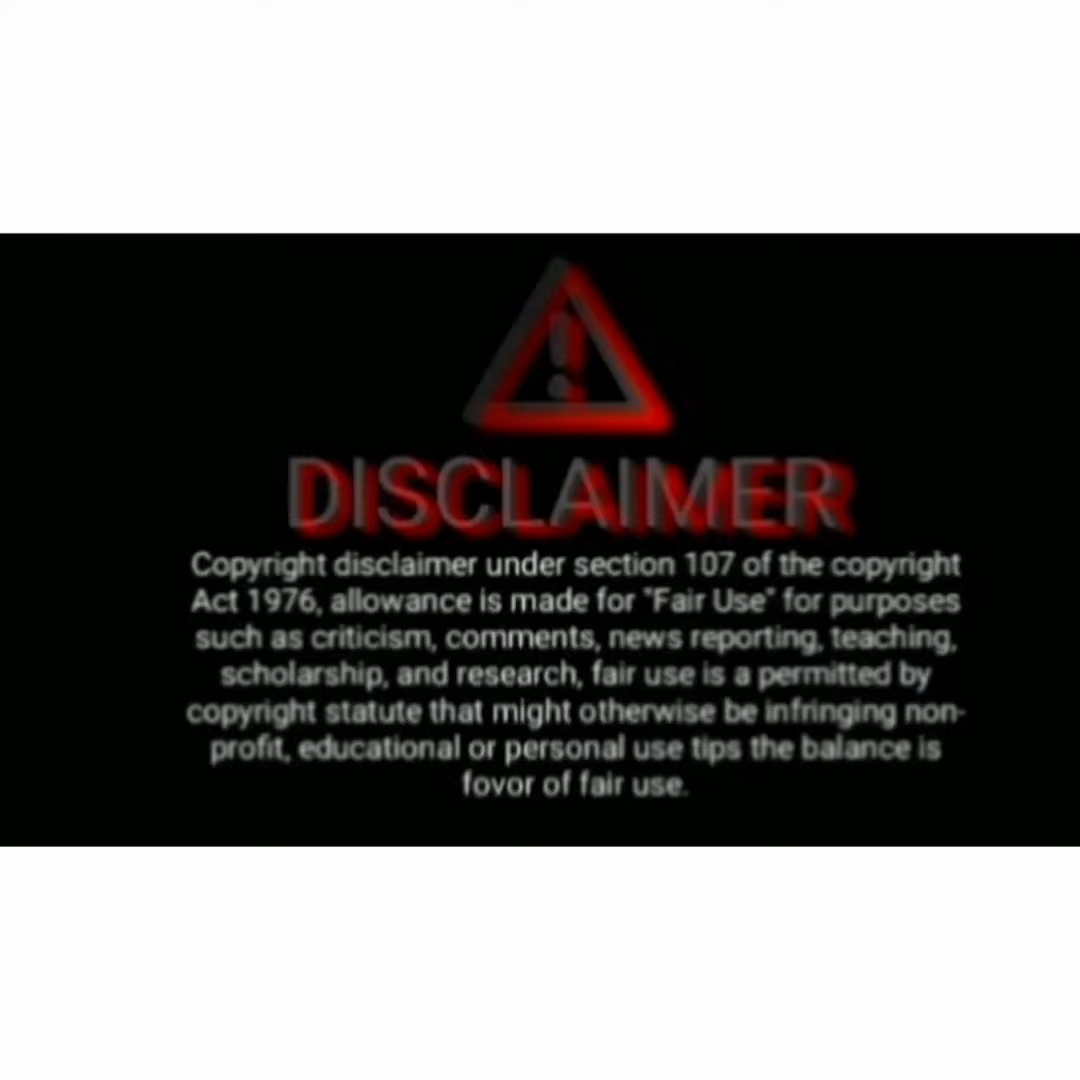 DISCLAIMER
Copyright disclaimer under section 107 of the copyright
Act 1976, allowance is made for "Fair Use" for purposes
such as criticism, comments, news reporting, teaching,
scholarship, and research, fair use is a permitted by
copyright statute that might otherwise be infringing non-
profit, educational or personal use tips the balance is
fovor of fair use.